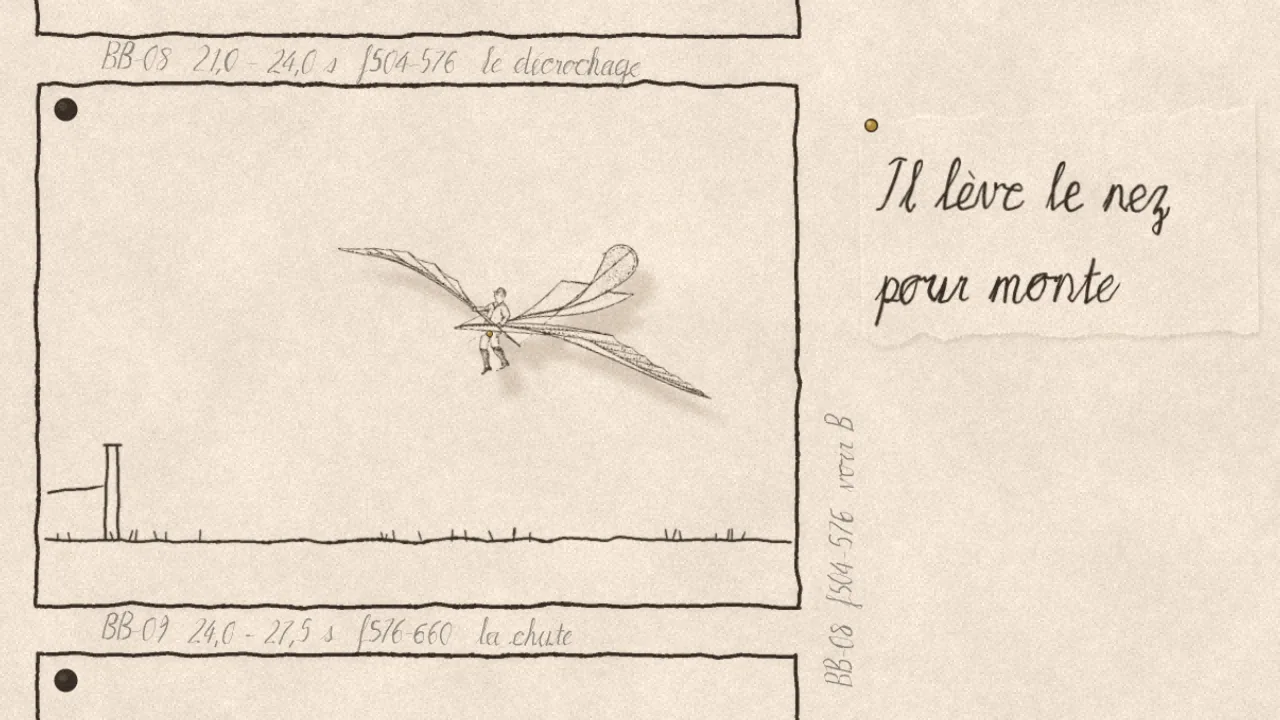 BB-08 21,0 - 24,0 s f504-576 le décrochage
Il lève le nez
pour monte
BB-08 f504-576 voix B
BB-09 24,0 - 27,5 s f576-660 la chute